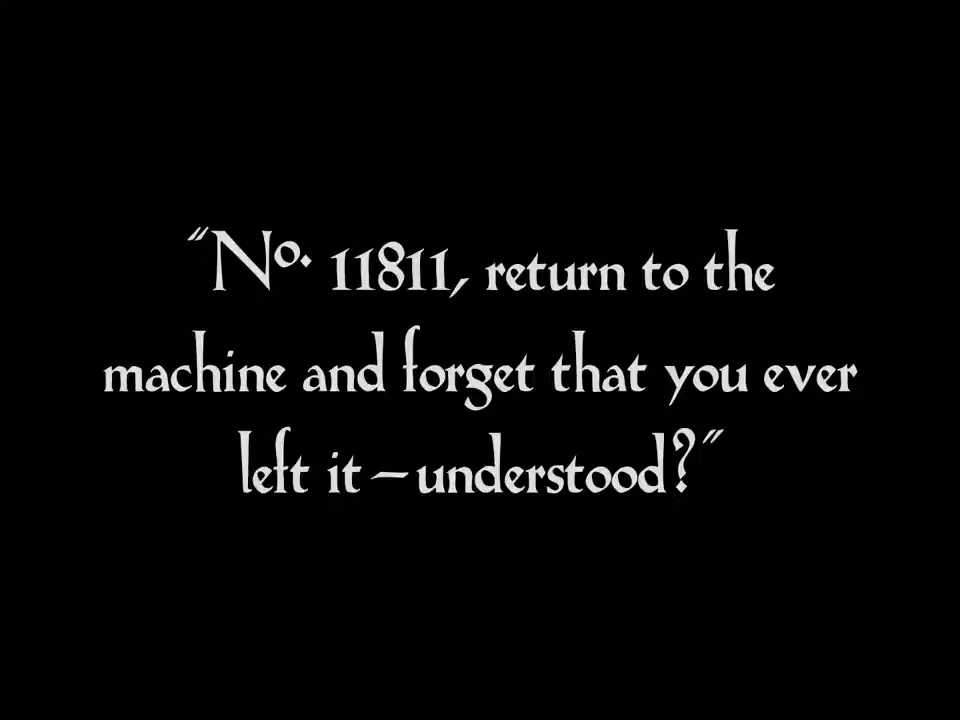 "No. 11811, return to the
machine and forget that you ever
left it—understood?"